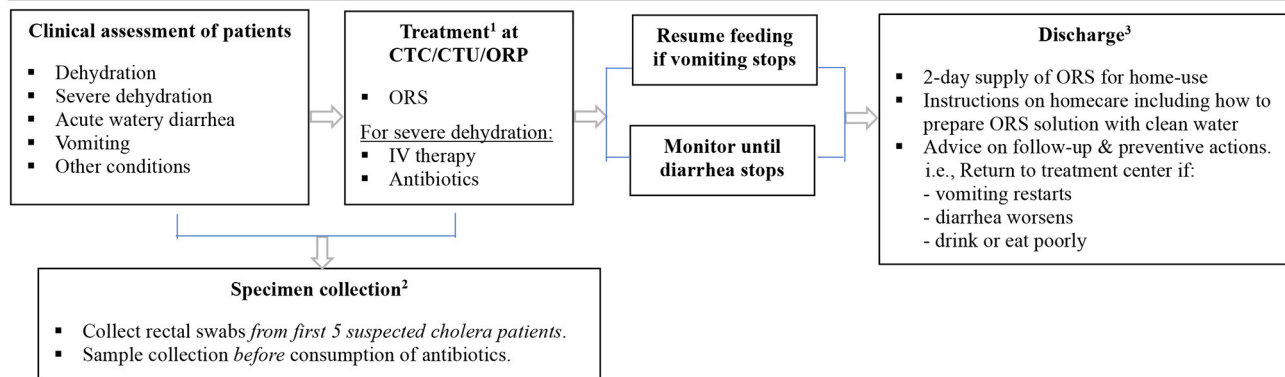 Clinical assessment of patients
▪ Dehydration
▪ Severe dehydration
▪ Acute watery diarrhea
▪ Vomiting
▪ Other conditions
Treatment¹ at
CTC/CTU/ORP
▪ ORS
For severe dehydration:
▪ IV therapy
▪ Antibiotics
Resume feeding
if vomiting stops
Monitor until
diarrhea stops
Discharge³
▪ 2-day supply of ORS for home-use
▪ Instructions on homecare including how to
prepare ORS solution with clean water
▪ Advice on follow-up & preventive actions.
i.e., Return to treatment center if:
- vomiting restarts
- diarrhea worsens
- drink or eat poorly
Specimen collection²
▪ Collect rectal swabs from first 5 suspected cholera patients.
▪ Sample collection before consumption of antibiotics.